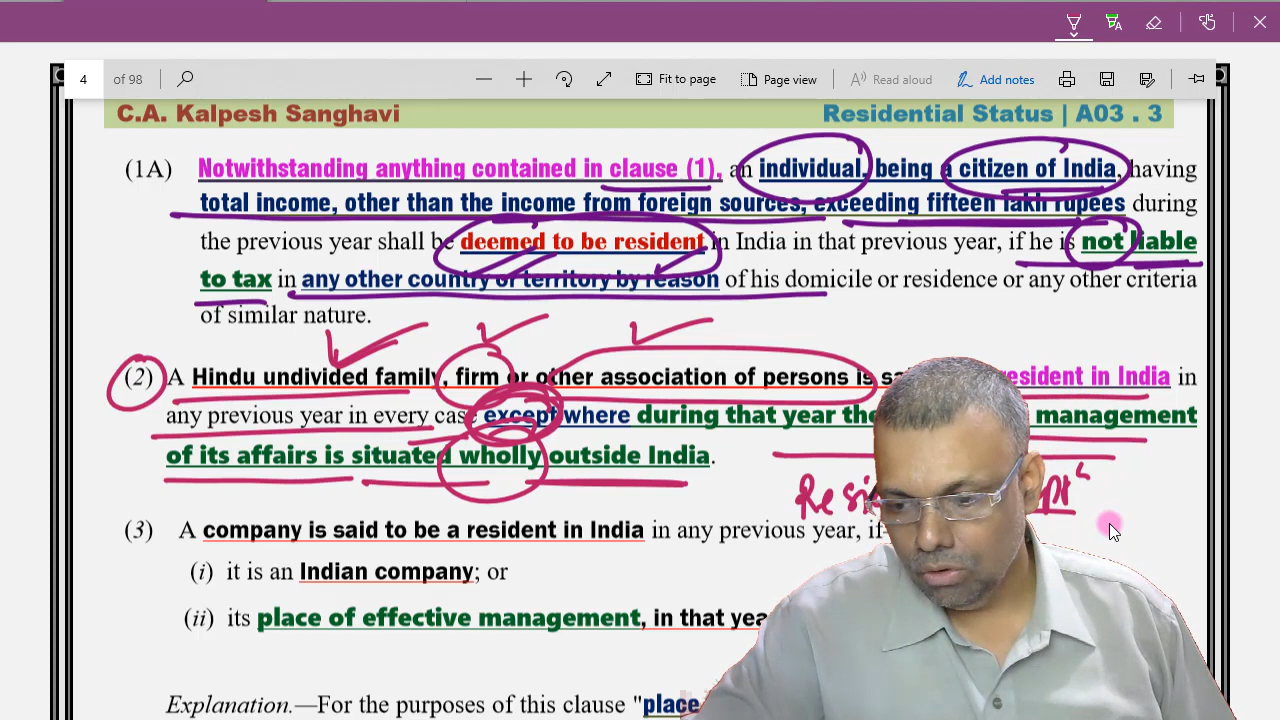 4 of 98 Fit to page Page view Read aloud Add notes
C.A. Kalpesh Sanghavi Residential Status | A03 . 3
(1A) Notwithstanding anything contained in clause (1), an individual, being a citizen of India, having
total income, other than the income from foreign sources, exceeding fifteen lakh rupees during
the previous year shall be deemed to be resident in India in that previous year, if he is not liable
to tax in any other country or territory by reason of his domicile or residence or any other criteria
of similar nature.
(2) A Hindu undivided family, firm or other association of persons is resident in India in
any previous year in every case except where during that year management
of its affairs is situated wholly outside India.
(3) A company is said to be a resident in India in any previous year, if
(i) it is an Indian company; or
(ii) its place of effective management, in that
Explanation.—For the purposes of this clause "place